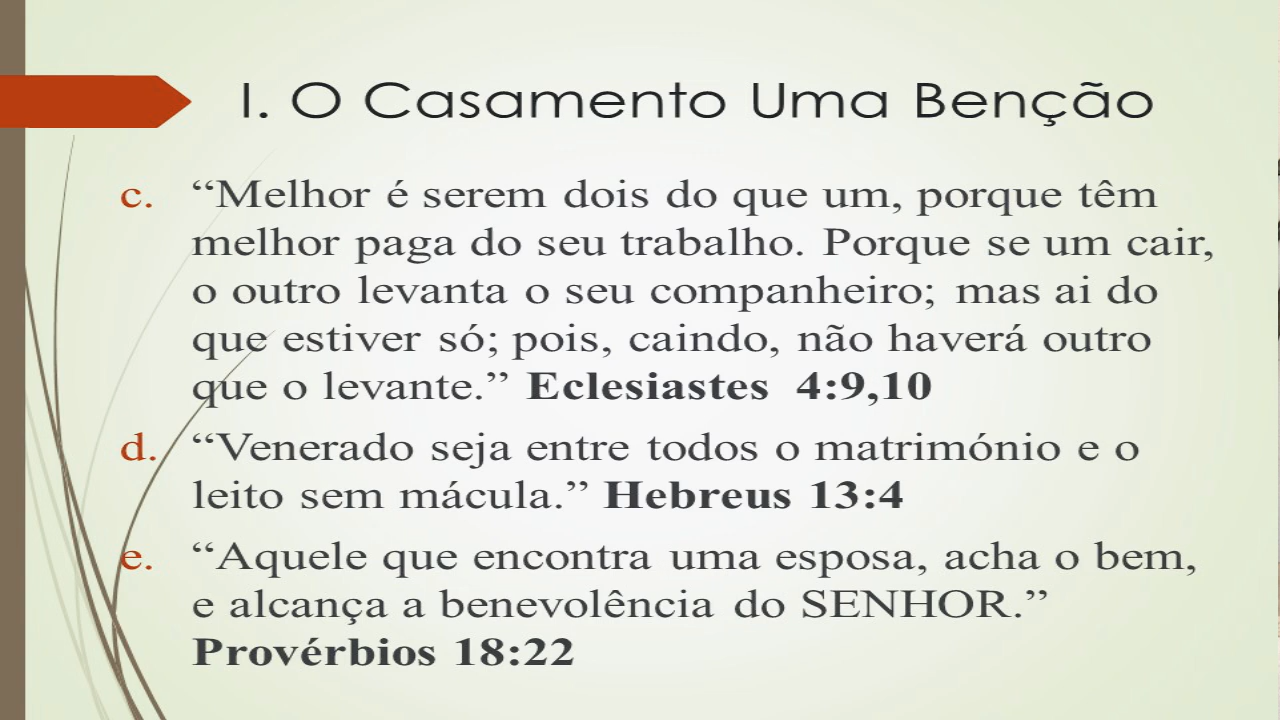 I. O Casamento Uma Benção
c. “Melhor é serem dois do que um, porque têm
melhor paga do seu trabalho. Porque se um cair,
o outro levanta o seu companheiro; mas ai do
que estiver só; pois, caindo, não haverá outro
que o levante.” Eclesiastes 4:9,10
d. “Venerado seja entre todos o matrimónio e o
leito sem mácula.” Hebreus 13:4
e. “Aquele que encontra uma esposa, acha o bem,
e alcança a benevolência do SENHOR.”
Provérbios 18:22